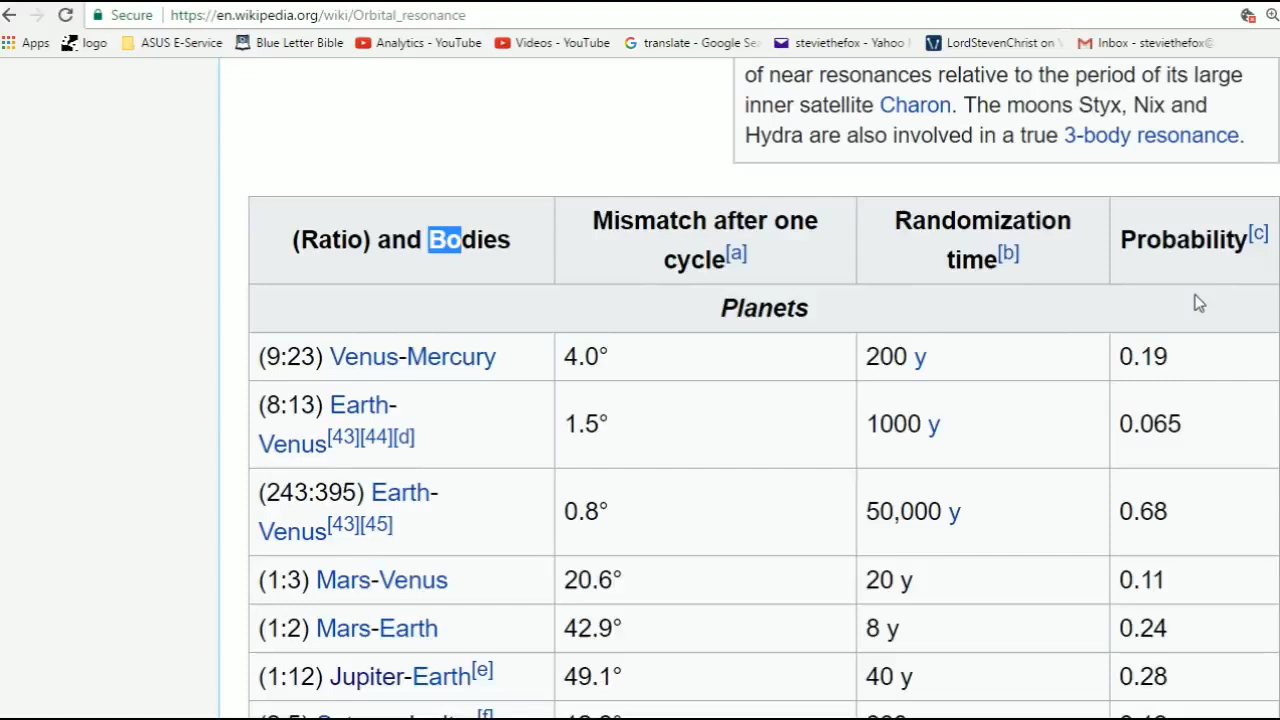 Secure https://en.wikipedia.org/wiki/Orbital_resonance
Apps logo ASUS E-Service Blue Letter Bible Analytics - YouTube Videos - YouTube translate - Google Se steviethefox - Yahoo LordStevenChrist on Inbox - steviethefox@
of near resonances relative to the period of its large
inner satellite Charon. The moons Styx, Nix and
Hydra are also involved in a true 3-body resonance.
(Ratio) and Bodies Mismatch after one cycle[a] Randomization time[b] Probability[c]
Planets
(9:23) Venus-Mercury 4.0° 200 y 0.19
(8:13) Earth-
Venus[43][44][d] 1.5° 1000 y 0.065
(243:395) Earth-
Venus[43][45] 0.8° 50,000 y 0.68
(1:3) Mars-Venus 20.6° 20 y 0.11
(1:2) Mars-Earth 42.9° 8 y 0.24
(1:12) Jupiter-Earth[e] 49.1° 40 y 0.28